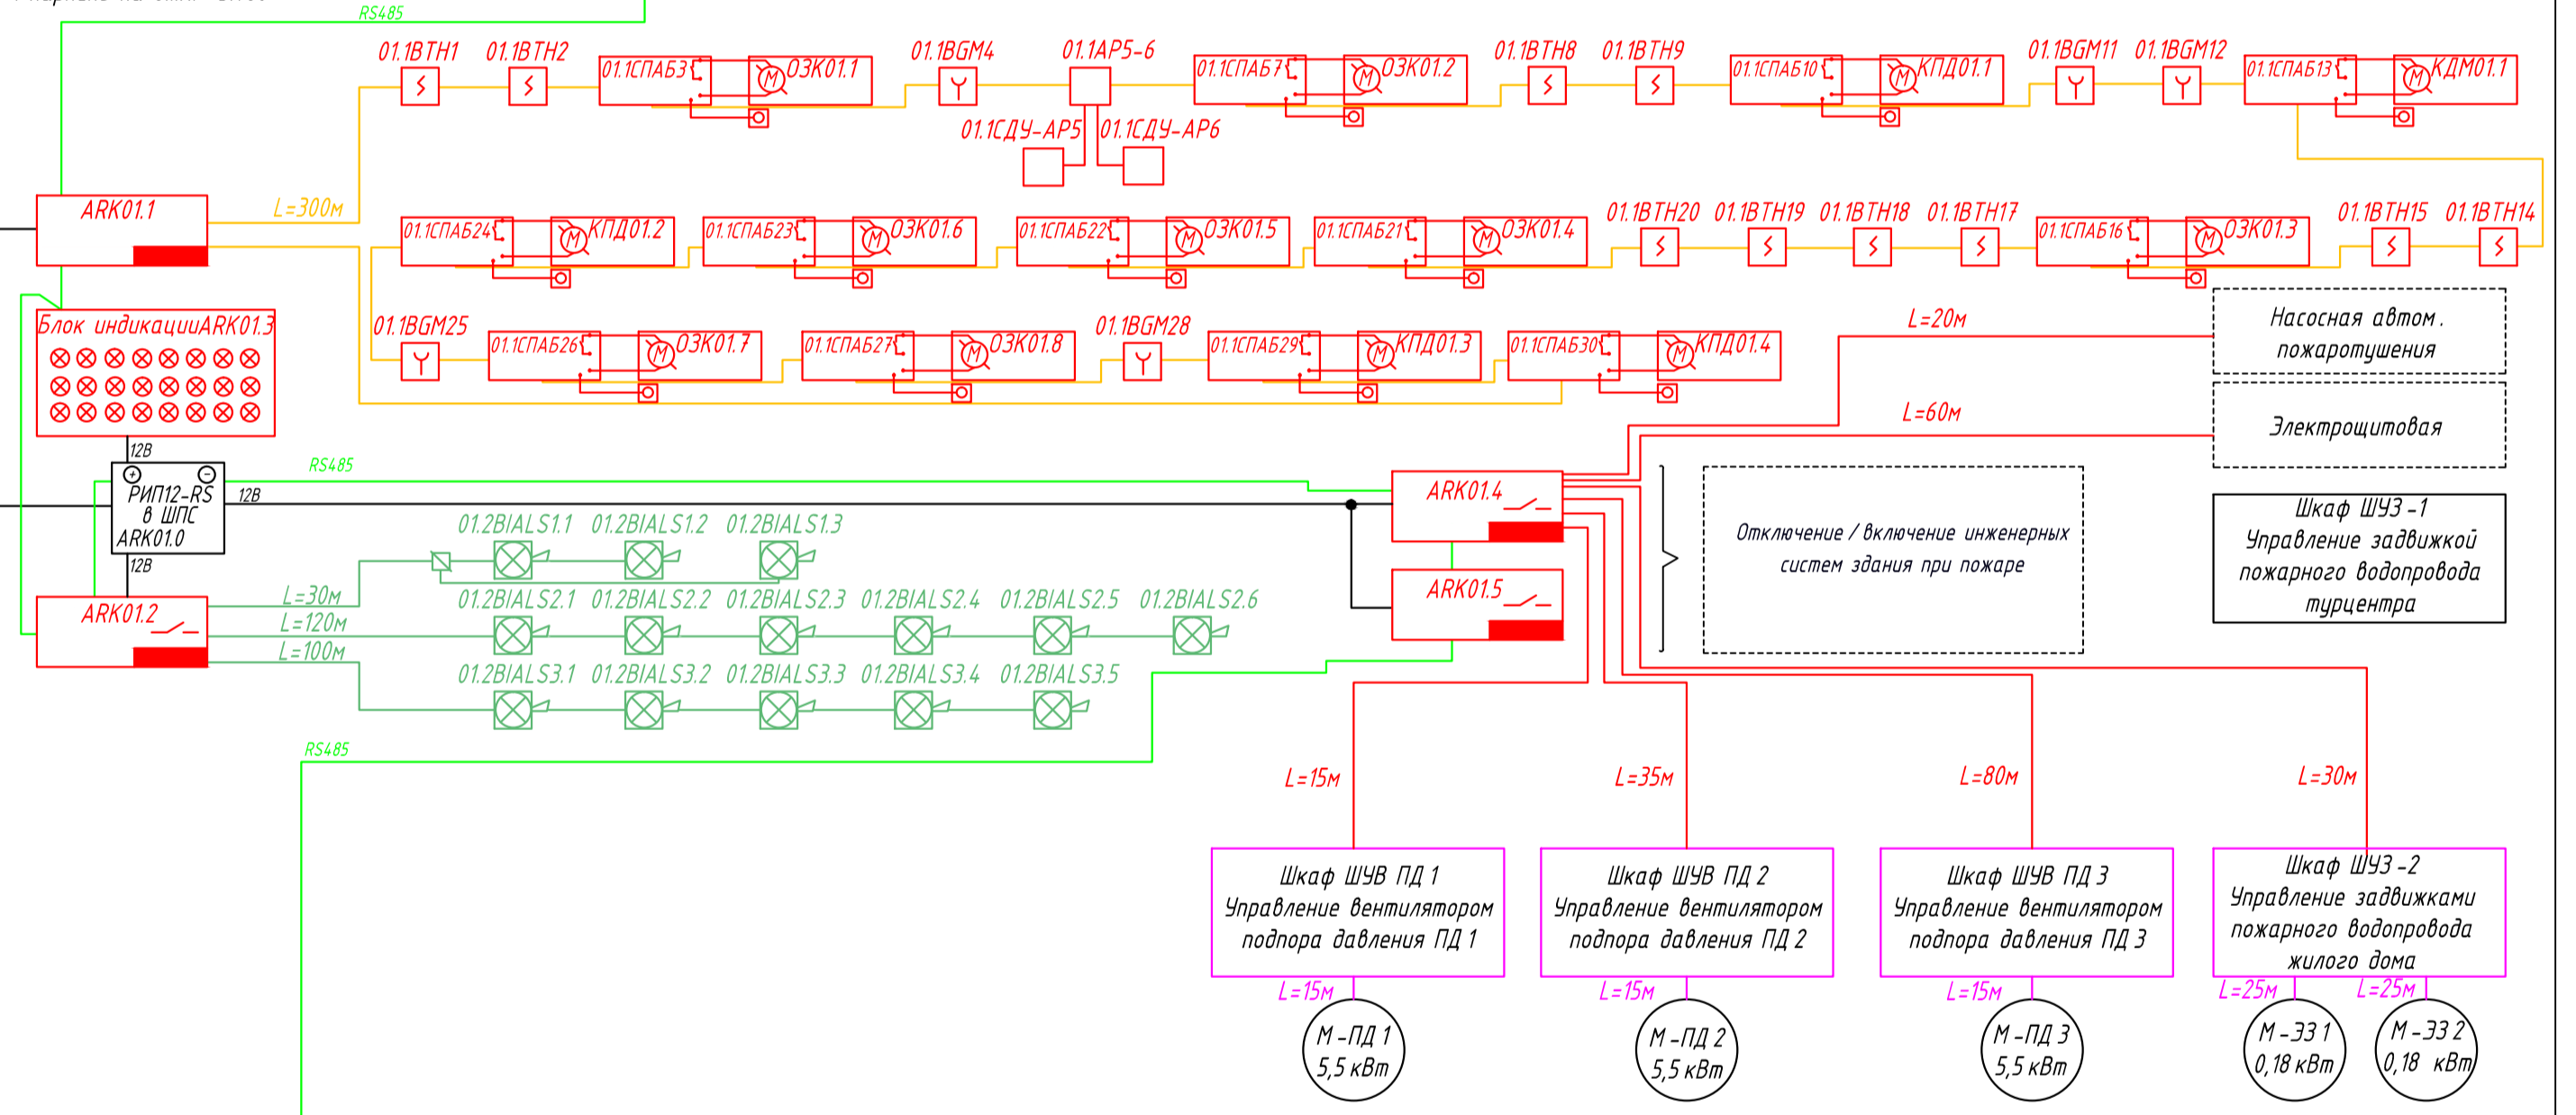 RS485
01.1BTH1 01.1BTH2 01.1СПАБ3 M ОЗК01.1 01.1BGM4 01.1АР5-6 01.1СПАБ7 M ОЗК01.2 01.1BTH8 01.1BTH9 01.1СПАБ10 M КПД01.1 01.1BGM11 01.1BGM12 01.1СПАБ13 M КДМ01.1
01.1СДУ-АР5 01.1СДУ-АР6
ARK01.1
L=300м
01.1СПАБ24 M КПД01.2 01.1СПАБ23 M ОЗК01.6 01.1СПАБ22 M ОЗК01.5 01.1СПАБ21 M ОЗК01.4 01.1BTH20 01.1BTH19 01.1BTH18 01.1BTH17 01.1СПАБ16 M ОЗК01.3 01.1BTH15 01.1BTH14
Блок индикацииARK01.3
01.1BGM25 01.1СПАБ26 M ОЗК01.7 01.1СПАБ27 M ОЗК01.8 01.1BGM28 01.1СПАБ29 M КПД01.3 01.1СПАБ30 M КПД01.4
L=20м
Насосная автом.
пожаротушения
L=60м
Электрощитовая
12В
РИП12-RS
в ШПС
ARK01.0
12В
RS485
12В
ARK01.4
ARK01.5
Отключение / включение инженерных
систем здания при пожаре
Шкаф ШУЗ -1
Управление задвижкой
пожарного водопровода
турцентра
ARK01.2
L=30м
L=120м
L=100м
01.2BIALS1.1 01.2BIALS1.2 01.2BIALS1.3
01.2BIALS2.1 01.2BIALS2.2 01.2BIALS2.3 01.2BIALS2.4 01.2BIALS2.5 01.2BIALS2.6
01.2BIALS3.1 01.2BIALS3.2 01.2BIALS3.3 01.2BIALS3.4 01.2BIALS3.5
RS485
L=15м L=35м L=80м L=30м
Шкаф ШУВ ПД 1
Управление вентилятором
подпора давления ПД 1
Шкаф ШУВ ПД 2
Управление вентилятором
подпора давления ПД 2
Шкаф ШУВ ПД 3
Управление вентилятором
подпора давления ПД 3
Шкаф ШУЗ -2
Управление задвижками
пожарного водопровода
жилого дома
L=15м L=15м L=15м L=25м L=25м
М -ПД 1
5,5 кВт
М -ПД 2
5,5 кВт
М -ПД 3
5,5 кВт
М -ЭЗ 1
0,18 кВт
М -ЭЗ 2
0,18 кВт